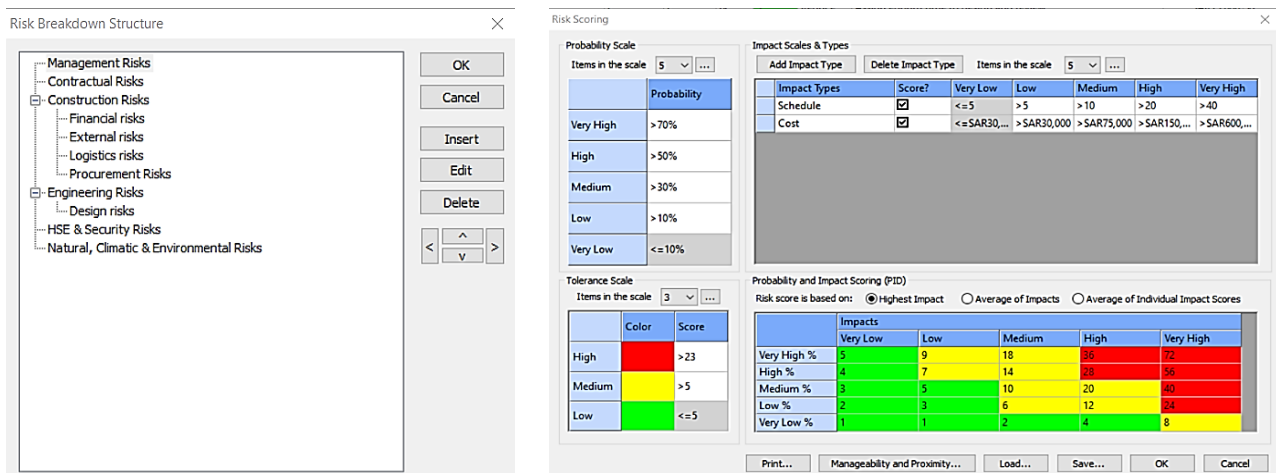 Risk Breakdown Structure
Management Risks
Contractual Risks
Construction Risks
Financial risks
External risks
Logistics risks
Procurement Risks
Engineering Risks
Design risks
HSE & Security Risks
Natural, Climatic & Environmental Risks
OK
Cancel
Insert
Edit
Delete
< ^ v >
Risk Scoring
Probability Scale
Items in the scale 5 ...
Probability
Very High >70%
High >50%
Medium >30%
Low >10%
Very Low <=10%
Impact Scales & Types
Add Impact Type Delete Impact Type Items in the scale 5 ...
Impact Types Score? Very Low Low Medium High Very High
Schedule <=5 >5 >10 >20 >40
Cost <=SAR30,... >SAR30,000 >SAR75,000 >SAR150,... >SAR600,...
Tolerance Scale
Items in the scale 3 ...
Color Score
High >23
Medium >5
Low <=5
Probability and Impact Scoring (PID)
Risk score is based on: Highest Impact Average of Impacts Average of Individual Impact Scores
Impacts
Very Low Low Medium High Very High
Very High % 5 9 18 36 72
High % 4 7 14 28 56
Medium % 3 5 10 20 40
Low % 2 3 6 12 24
Very Low % 1 1 2 4 8
Print... Manageability and Proximity... Load... Save... OK Cancel